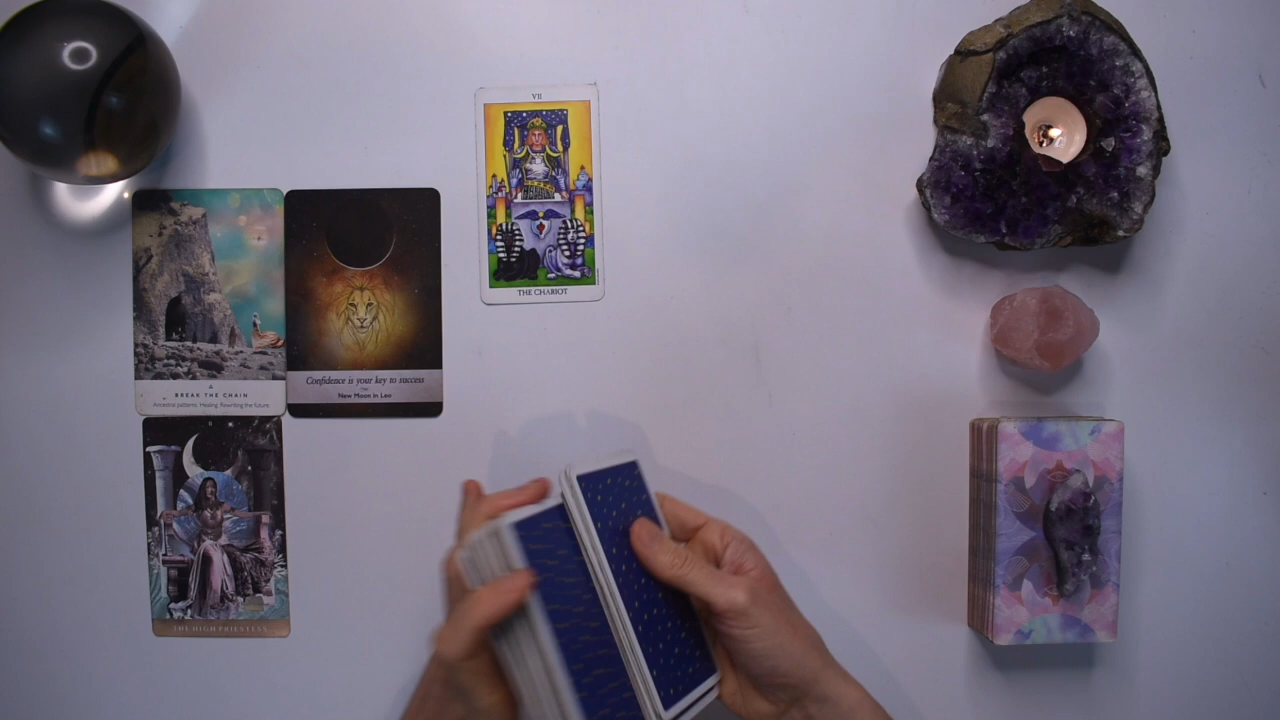 VII
THE CHARIOT
BREAK THE CHAIN
Ancestral patterns. Healing. Rewriting the future.
Confidence is your key to success
New Moon in Leo
II
THE HIGH PRIESTESS